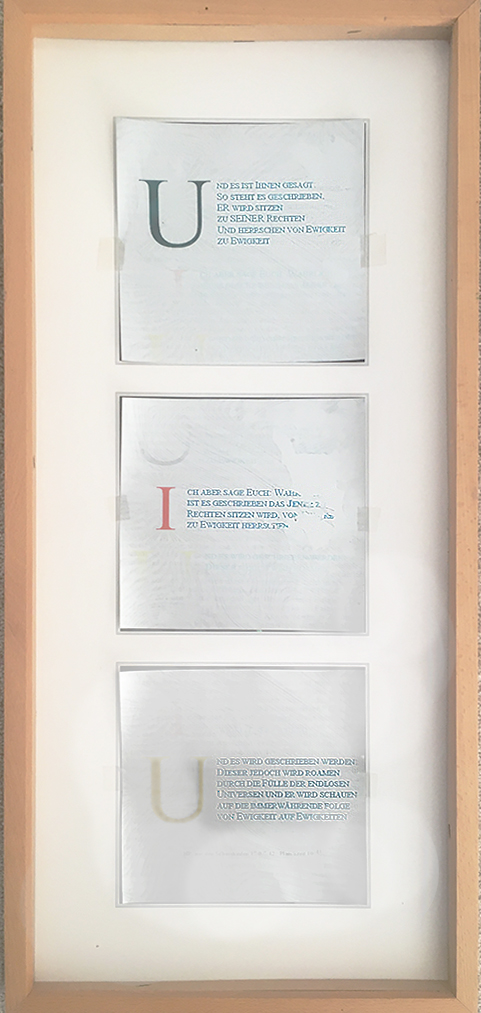 UND ES IST IHNEN GESAGT
SO STEHT ES GESCHRIEBEN,
ER WIRD SITZEN
ZU SEINER RECHTEN
UND HERRSCHEN VON EWIGKEIT
ZU EWIGKEIT
ICH ABER SAGE EUCH:
IST ES GESCHRIEBEN DAS
RECHTEN SITZEN WIRD,
ZU EWIGKEIT HERRSCHEN
UND ES WIRD GESCHRIEBEN WERDEN:
DIESER JEDOCH WIRD ROAMEN
DURCH DIE FÜLLE DER ENDLOSEN
UNIVERSEN UND ER WIRD SCHAUEN
AUF DIE IMMERWÄHRENDE FOLGE
VON EWIGKEIT AUF EWIGKEITEN